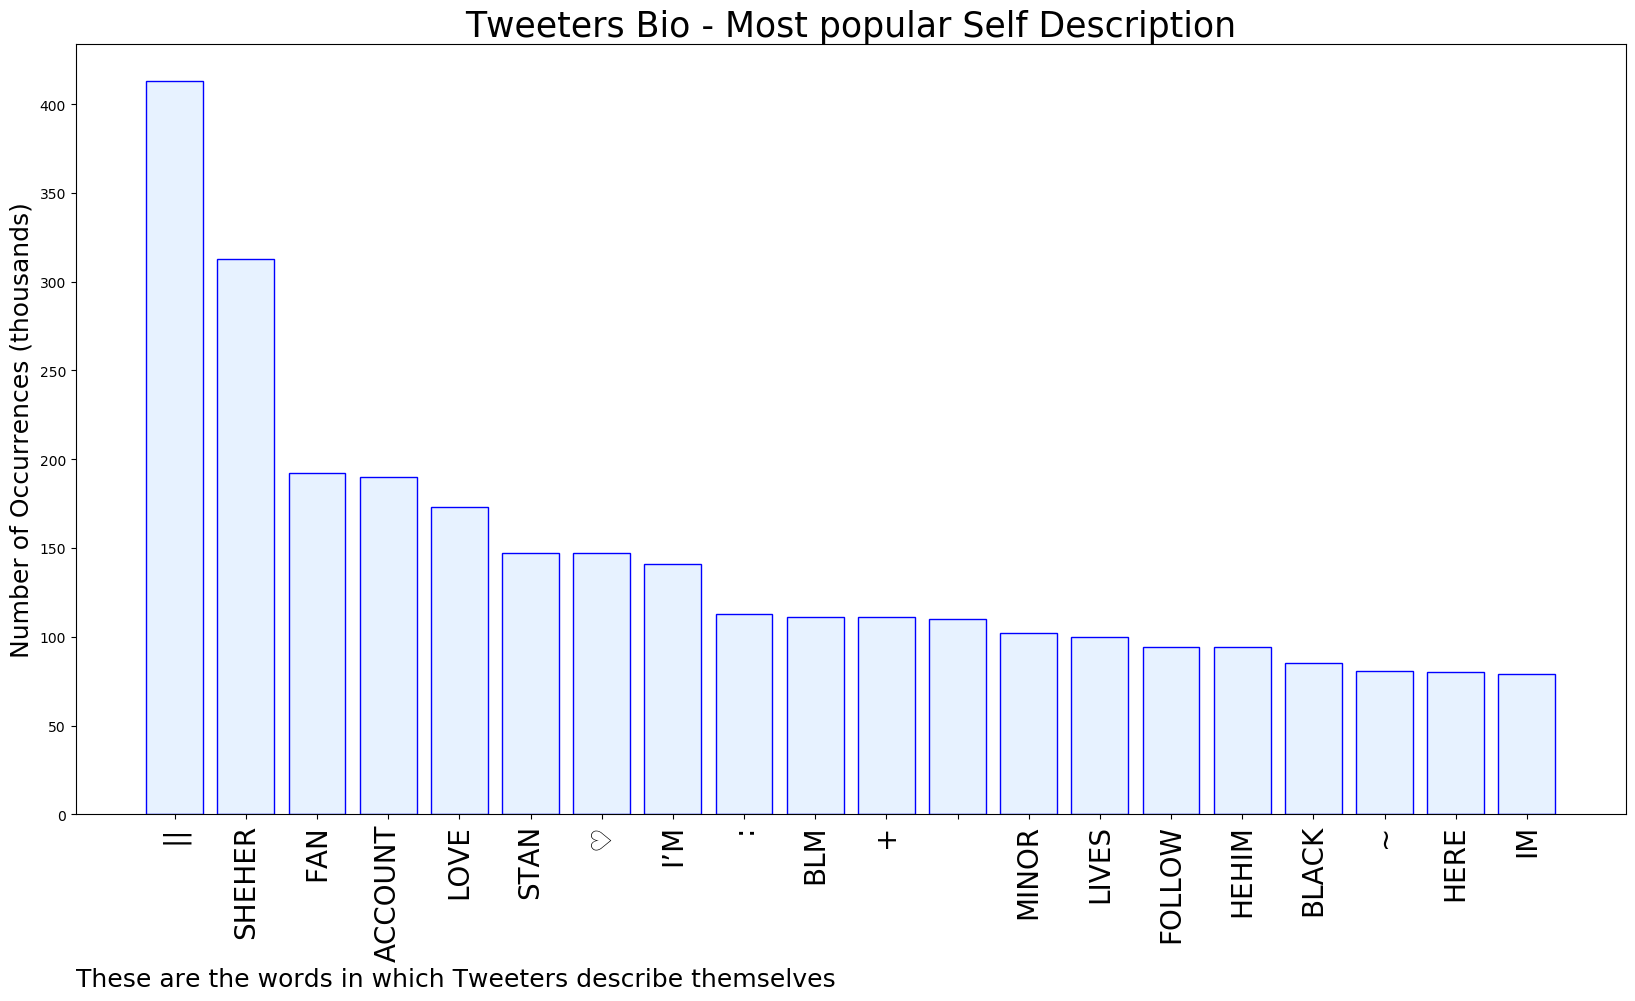 Tweeters Bio - Most popular Self Description
Number of Occurrences (thousands)
400
350
300
250
200
150
100
50
0
||
SHEHER
FAN
ACCOUNT
LOVE
STAN
♡
I’M
:
BLM
+
MINOR
LIVES
FOLLOW
HEHIM
BLACK
~
HERE
IM
These are the words in which Tweeters describe themselves